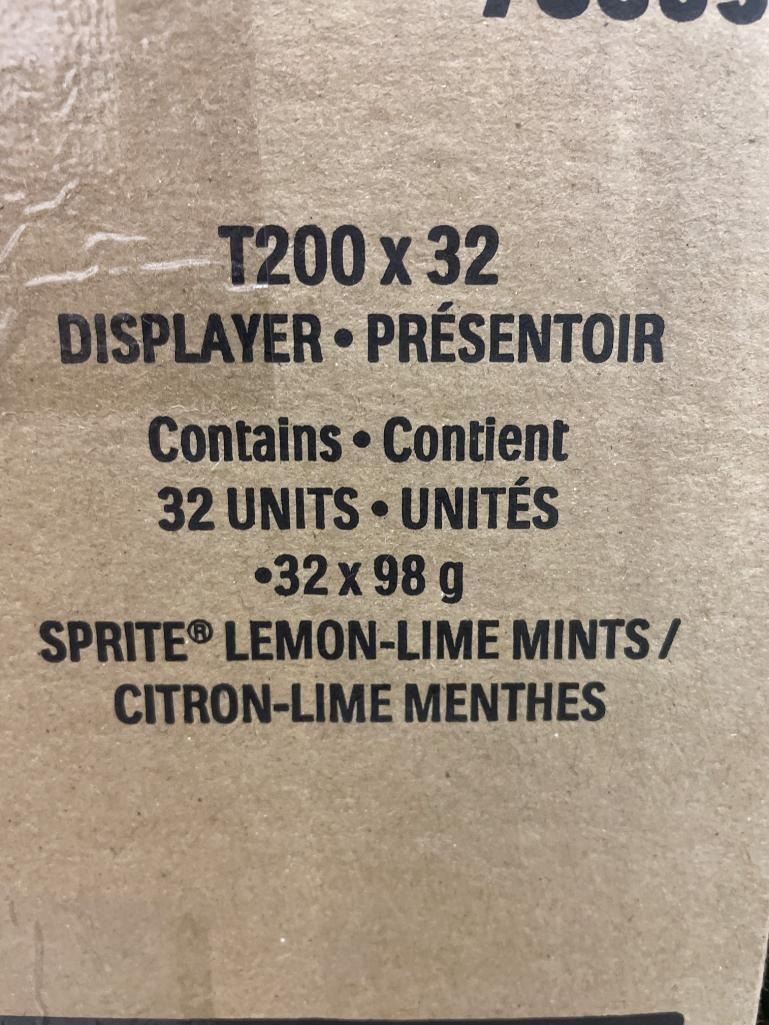 T200 x 32
DISPLAYER • PRÉSENTOIR
Contains • Contient
32 UNITS • UNITÉS
•32 x 98 g
SPRITE® LEMON-LIME MINTS /
CITRON-LIME MENTHES